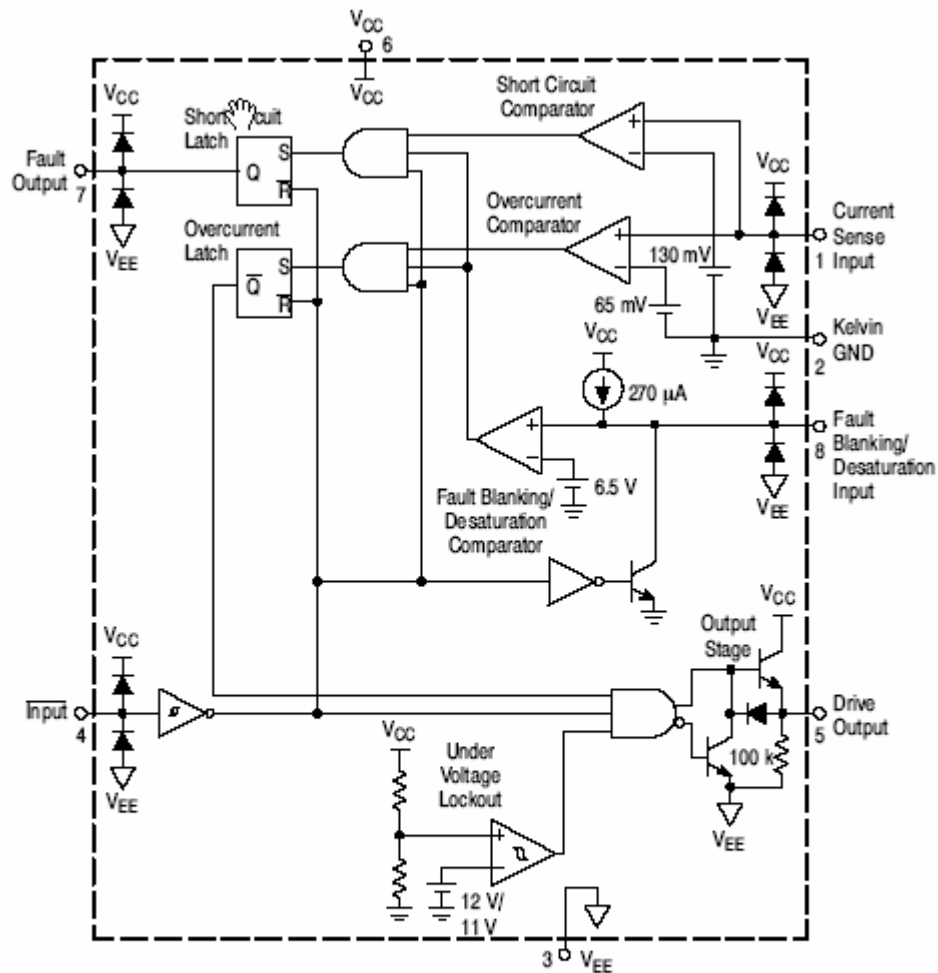 VCC
6
VCC
Short Circuit
Comparator
VCC
Short cuit
Latch
S
Q
R
Fault
Output
7
VCC
Current
Sense
Input
1
VEE
Overcurrent
Latch
Overcurrent
Comparator
S
Q
R
130 mV
65 mV
VEE
Kelvin
GND
2
VCC
270 µA
VCC
Fault
Blanking/
Desaturation
Input
8
6.5 V
VEE
Fault Blanking/
Desaturation
Comparator
VCC
Output
Stage
VCC
Input
4
Drive
Output
5
100 k
VCC
Under
Voltage
Lockout
VEE
VEE
12 V/
11 V
3
VEE